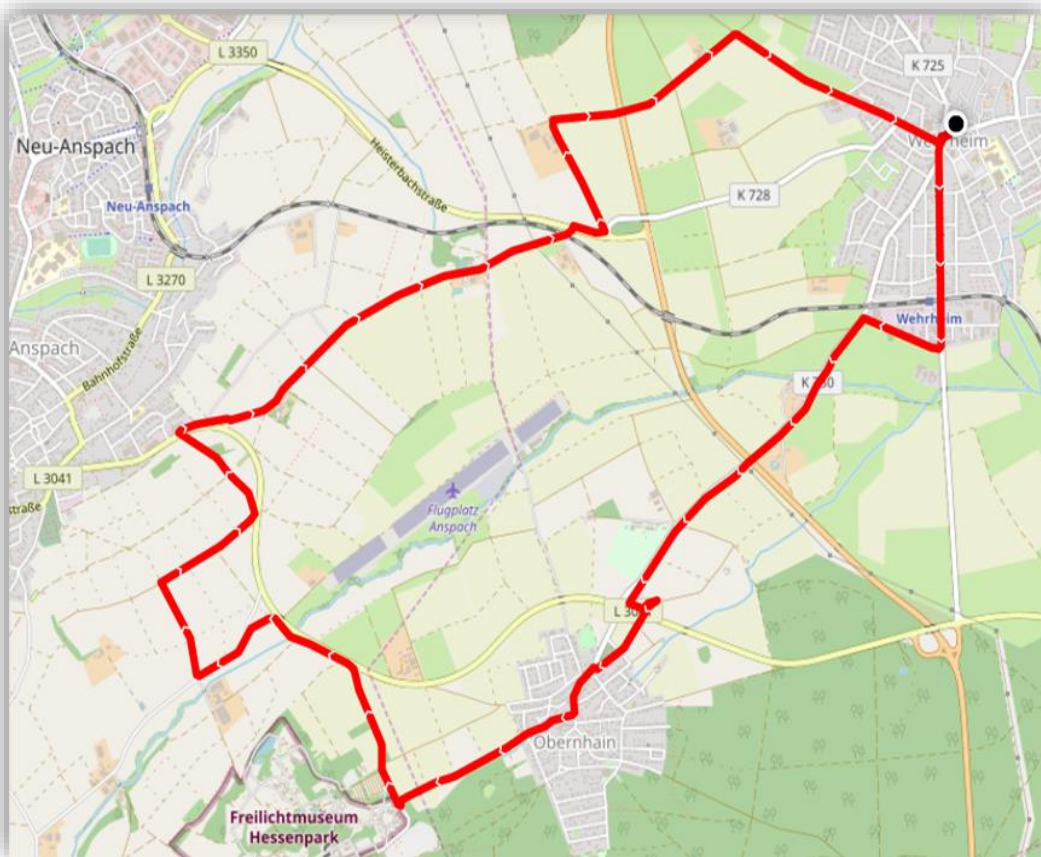 L 3350
K 725
Neu-Anspach
Wehrheim
Heisterbachstraße
Neu-Anspach
K 728
L 3270
Wehrheim
Anspach
Bahnhofstraße
L 3041
straße
Flugplatz
Anspach
Obernhain
Freilichtmuseum
Hessenpark